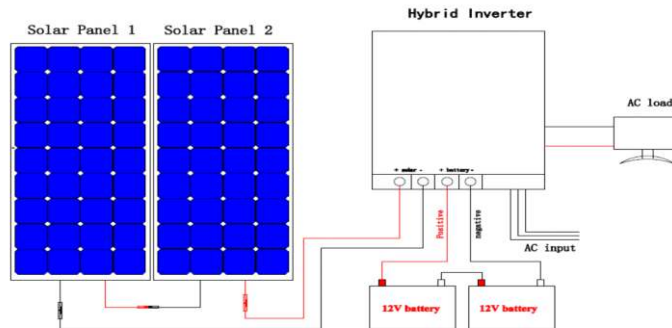 Hybrid Inverter
Solar Panel 1
Solar Panel 2
AC load
+ solar -
+ battery-
Positive
negative
AC input
12V battery
12V battery